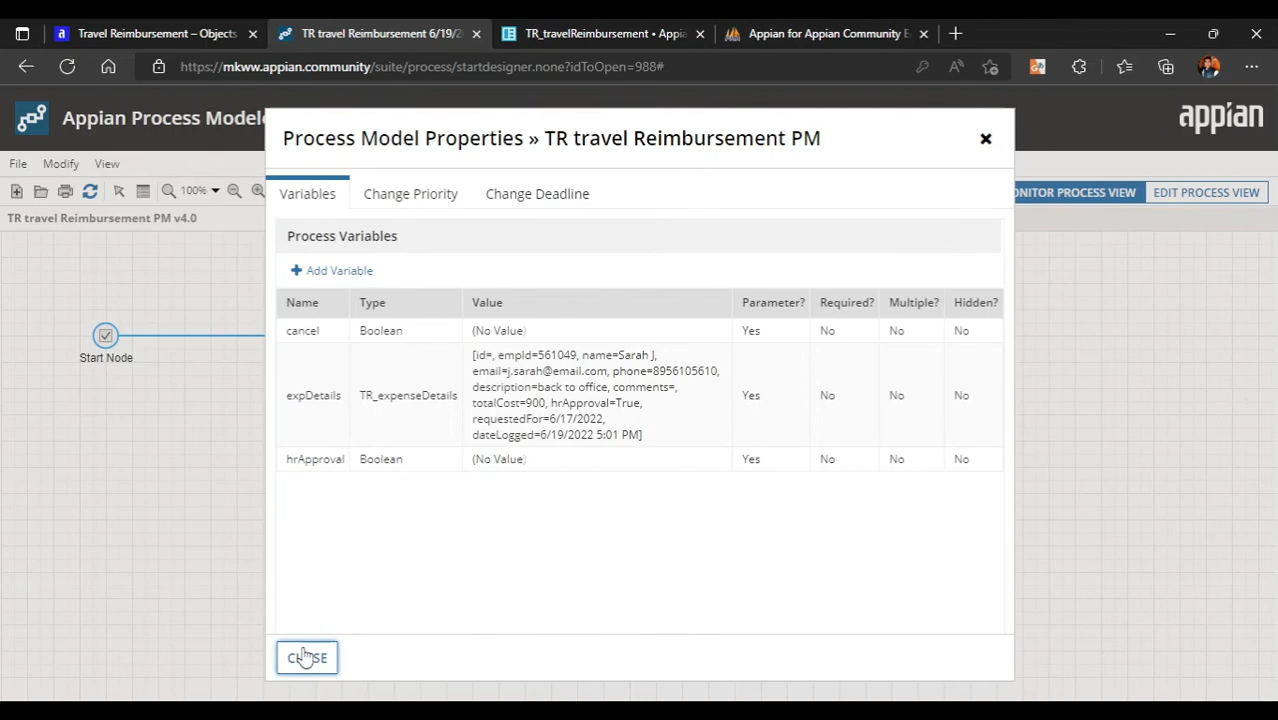 Travel Reimbursement – Objects
TR travel Reimbursement 6/19/2
TR_travelReimbursement • Appia
Appian for Appian Community E
https://mkww.appian.community/suite/process/startdesigner.none?idToOpen=988#
Appian Process Modele
appian
Process Model Properties » TR travel Reimbursement PM
File Modify View
Variables Change Priority Change Deadline
100%
ONITOR PROCESS VIEW EDIT PROCESS VIEW
TR travel Reimbursement PM v4.0
Process Variables
Add Variable
Name Type Value Parameter? Required? Multiple? Hidden?
cancel Boolean (No Value) Yes No No No
expDetails TR_expenseDetails [id=, empId=561049, name=Sarah J,
email=j.sarah@email.com, phone=8956105610,
description=back to office, comments=,
totalCost=900, hrApproval=True,
requestedFor=6/17/2022,
dateLogged=6/19/2022 5:01 PM] Yes No No No
hrApproval Boolean (No Value) Yes No No No
Start Node
CLOSE